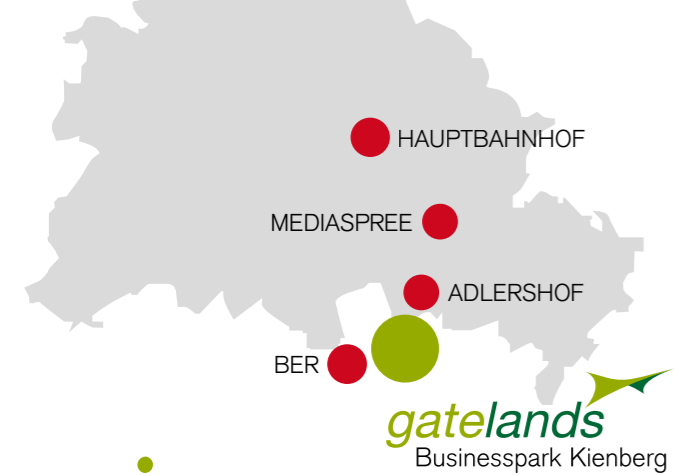 HAUPTBAHNHOF
MEDIASPREE
ADLERSHOF
BER
gatelands
Businesspark Kienberg